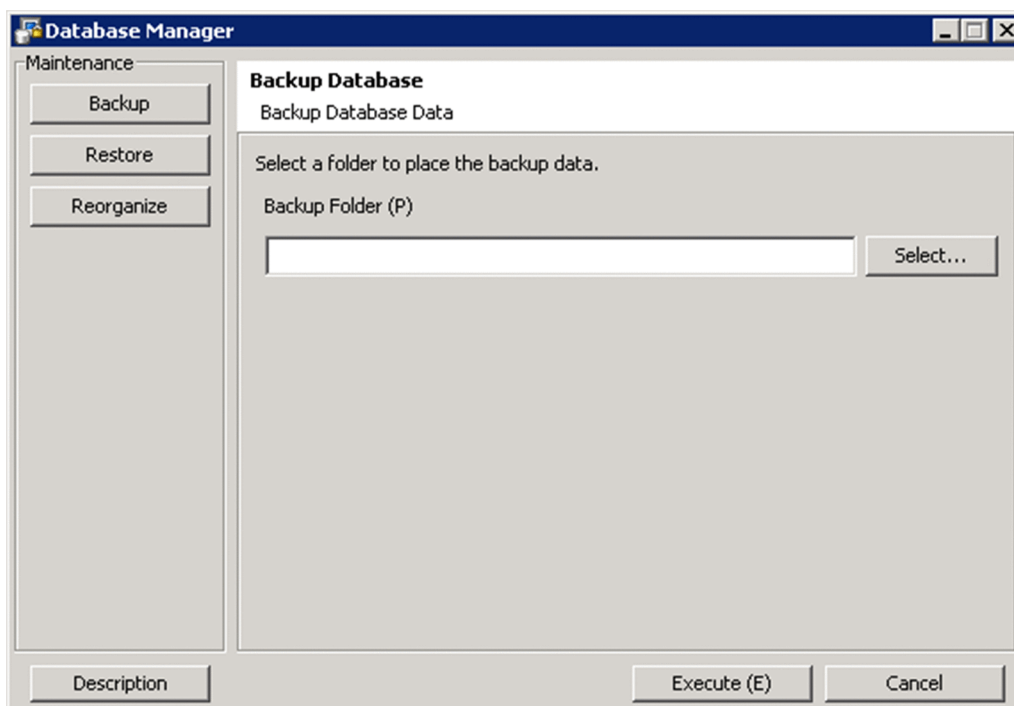 Database Manager
Maintenance
Backup
Restore
Reorganize
Backup Database
Backup Database Data
Select a folder to place the backup data.
Backup Folder (P)
Select...
Description
Execute (E)
Cancel